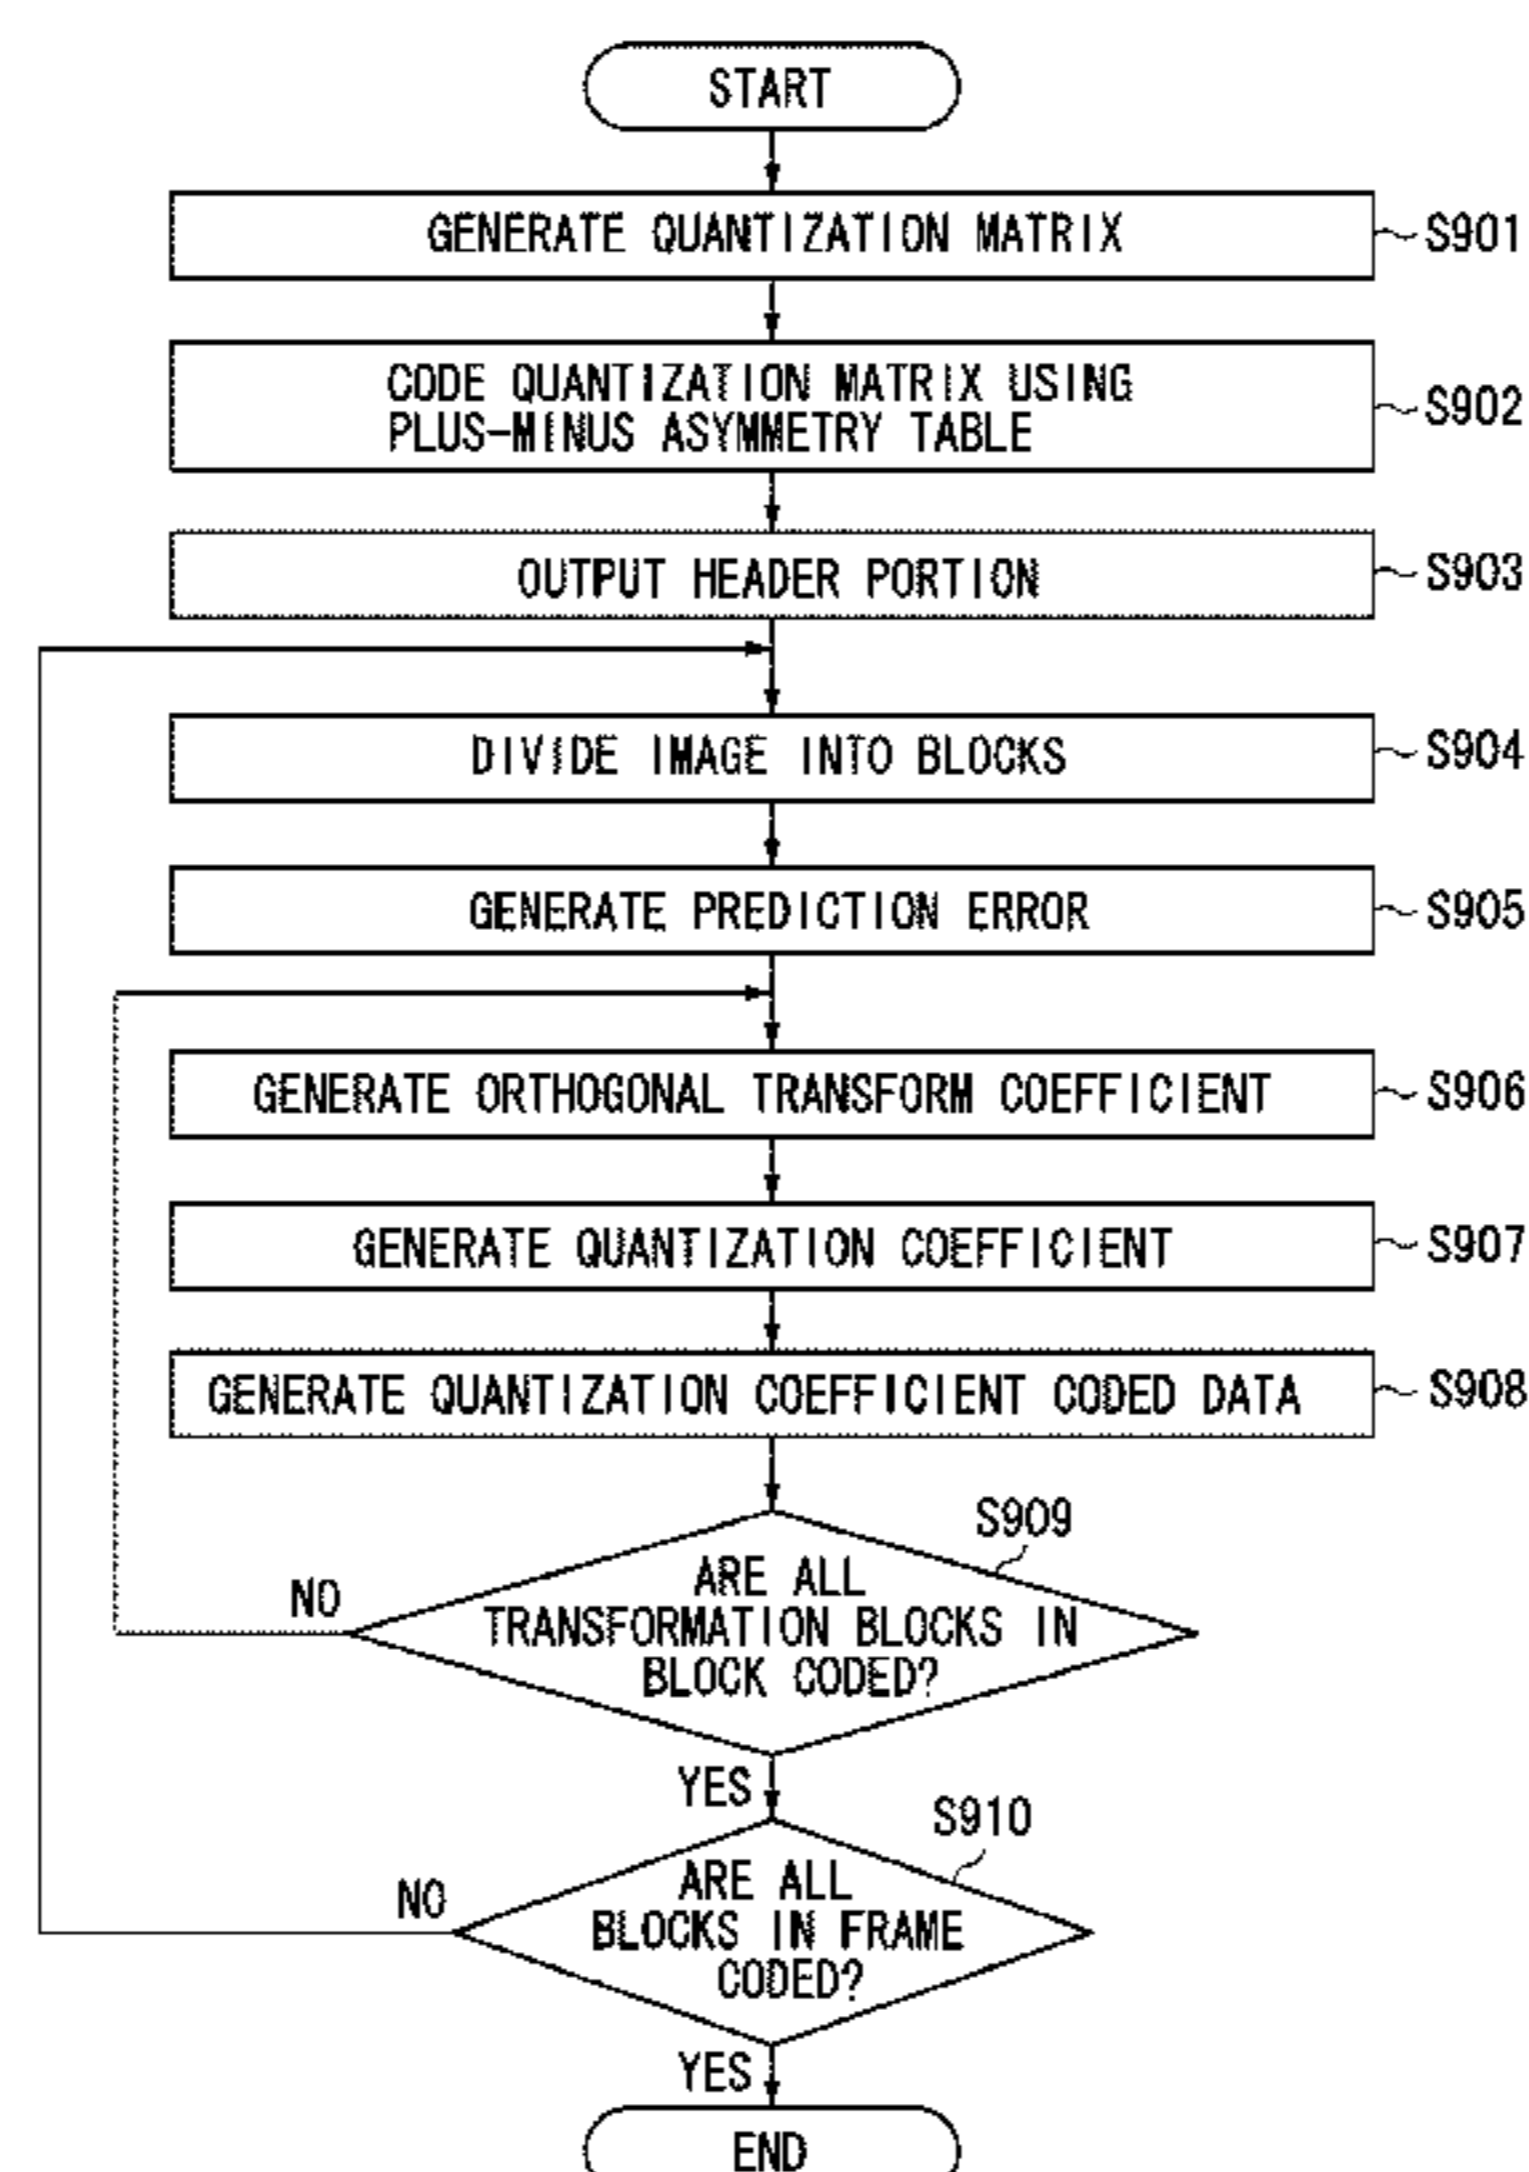 START
GENERATE QUANTIZATION MATRIX
S901
CODE QUANTIZATION MATRIX USING
PLUS-MINUS ASYMMETRY TABLE
S902
OUTPUT HEADER PORTION
S903
DIVIDE IMAGE INTO BLOCKS
S904
GENERATE PREDICTION ERROR
S905
GENERATE ORTHOGONAL TRANSFORM COEFFICIENT
S906
GENERATE QUANTIZATION COEFFICIENT
S907
GENERATE QUANTIZATION COEFFICIENT CODED DATA
S908
S909
ARE ALL
TRANSFORMATION BLOCKS IN
BLOCK CODED?
NO
YES
S910
ARE ALL
BLOCKS IN FRAME
CODED?
NO
YES
END